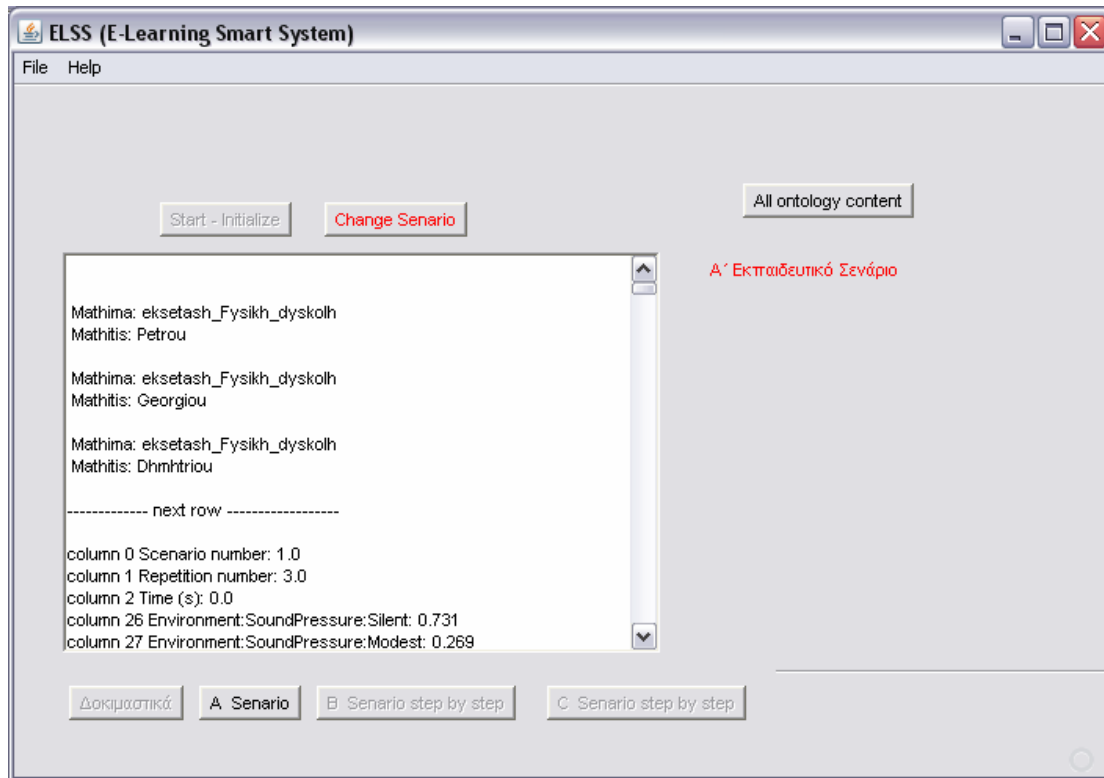 ELSS (E-Learning Smart System)
File Help
All ontology content
Start - Initialize Change Senario
Α΄ Εκπαιδευτικό Σενάριο
Mathima: eksetash_Fysikh_dyskolh
Mathitis: Petrou
Mathima: eksetash_Fysikh_dyskolh
Mathitis: Georgiou
Mathima: eksetash_Fysikh_dyskolh
Mathitis: Dhmhtriou
------------- next row ------------------
column 0 Scenario number: 1.0
column 1 Repetition number: 3.0
column 2 Time (s): 0.0
column 26 Environment:SoundPressure:Silent: 0.731
column 27 Environment:SoundPressure:Modest: 0.269
Δοκιμαστικά A Senario B Senario step by step C Senario step by step